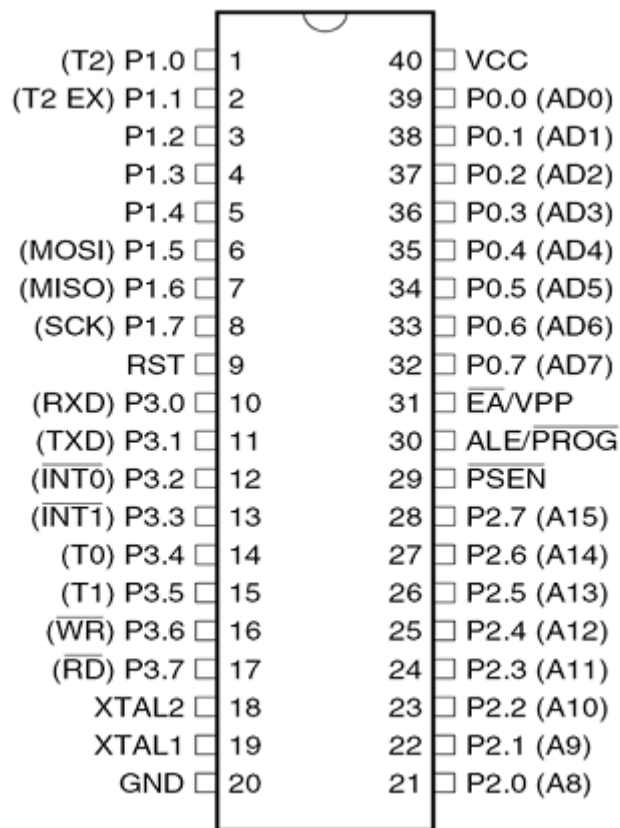 (T2) P1.0 1 40 VCC
(T2 EX) P1.1 2 39 P0.0 (AD0)
P1.2 3 38 P0.1 (AD1)
P1.3 4 37 P0.2 (AD2)
P1.4 5 36 P0.3 (AD3)
(MOSI) P1.5 6 35 P0.4 (AD4)
(MISO) P1.6 7 34 P0.5 (AD5)
(SCK) P1.7 8 33 P0.6 (AD6)
RST 9 32 P0.7 (AD7)
(RXD) P3.0 10 31 E̅A̅/VPP
(TXD) P3.1 11 30 ALE/P̅R̅O̅G̅
(I̅N̅T̅0̅) P3.2 12 29 P̅S̅E̅N̅
(I̅N̅T̅1̅) P3.3 13 28 P2.7 (A15)
(T0) P3.4 14 27 P2.6 (A14)
(T1) P3.5 15 26 P2.5 (A13)
(W̅R̅) P3.6 16 25 P2.4 (A12)
(R̅D̅) P3.7 17 24 P2.3 (A11)
XTAL2 18 23 P2.2 (A10)
XTAL1 19 22 P2.1 (A9)
GND 20 21 P2.0 (A8)